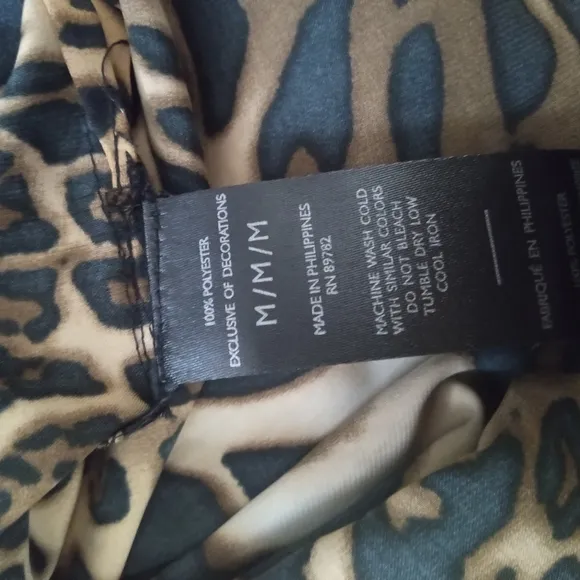 100% POLYESTER
EXCLUSIVE OF DECORATIONS
M/M/M
MADE IN PHILIPPINES
RN 89782
MACHINE WASH COLD
WITH SIMILAR COLORS
DO NOT BLEACH
TUMBLE DRY LOW
COOL IRON
FABRIQUÉ EN PHILIPPINES